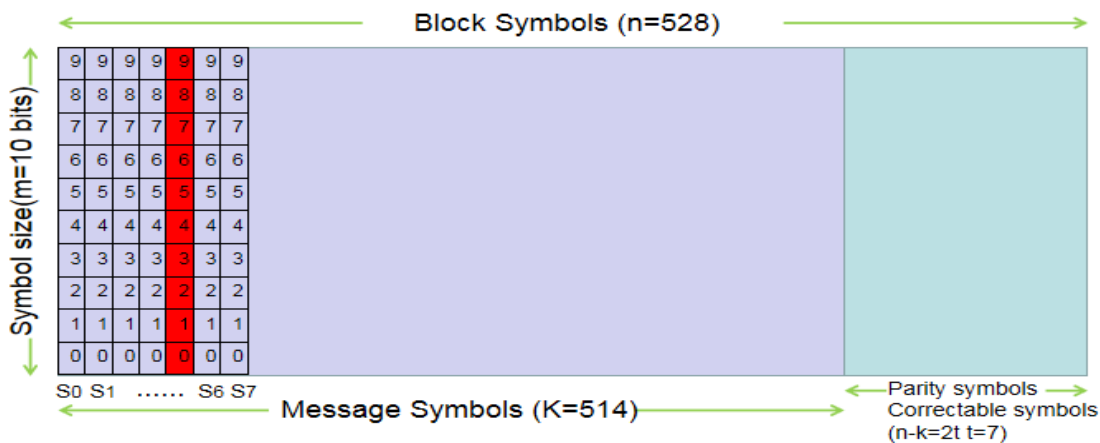 Block Symbols (n=528)
Symbol size(m=10 bits)
9 9 9 9 9 9 9
8 8 8 8 8 8 8
7 7 7 7 7 7 7
6 6 6 6 6 6 6
5 5 5 5 5 5 5
4 4 4 4 4 4 4
3 3 3 3 3 3 3
2 2 2 2 2 2 2
1 1 1 1 1 1 1
0 0 0 0 0 0 0
S0 S1 ...... S6 S7
Message Symbols (K=514)
Parity symbols
Correctable symbols
(n-k=2t t=7)